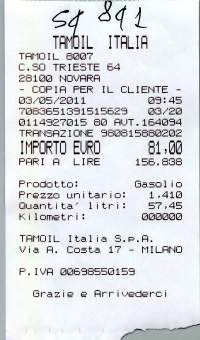 59 891
TAMOIL ITALIA
TAMOIL 8007
C.SO TRIESTE 64
28100 NOVARA
- COPIA PER IL CLIENTE -
03/05/2011 09:45
7083651391515629 03/20
0114927015 80 AUT.164094
TRANSAZIONE 980815880202
IMPORTO EURO 81,00
PARI A LIRE 156.838
Prodotto: Gasolio
Prezzo unitario: 1,410
Quantita' litri: 57,45
Kilometri: 000000
TAMOIL Italia S.p.A.
Via A. Costa 17 - MILANO
P.IVA 00698550159
Grazie e Arrivederci